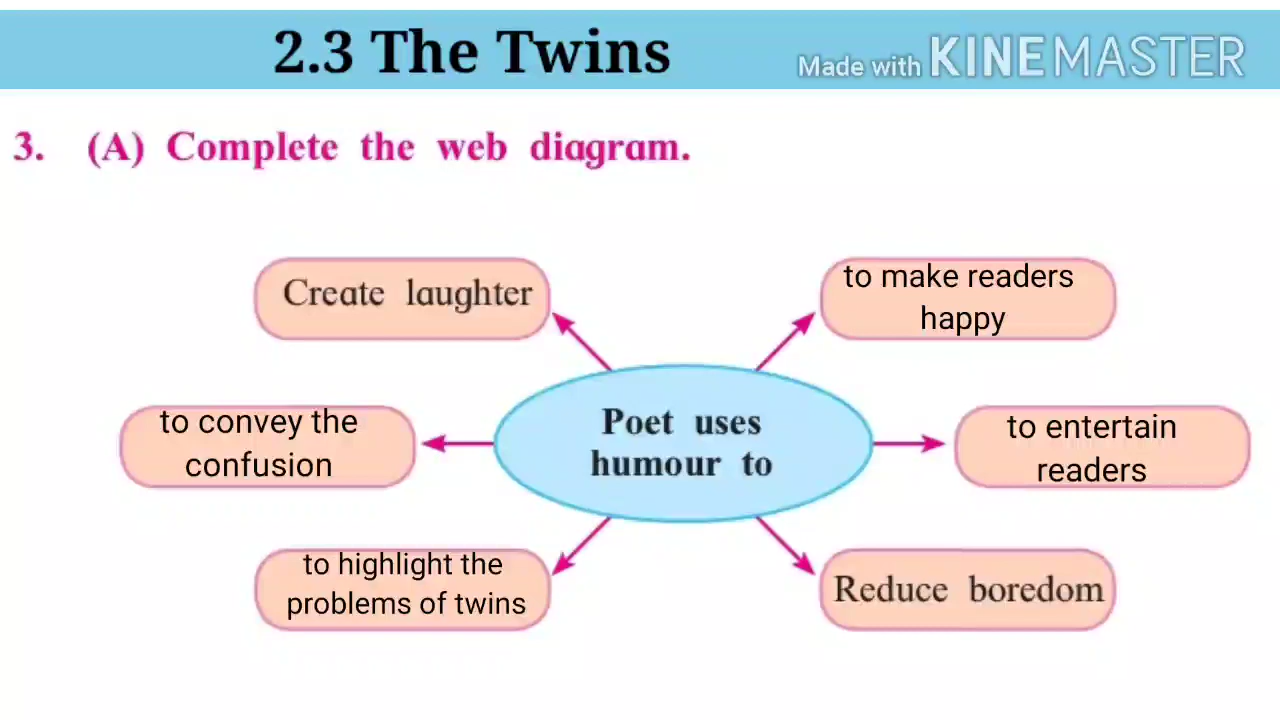 2.3 The Twins
Made with KINEMASTER
3. (A) Complete the web diagram.
Create laughter
to make readers
happy
to convey the
confusion
Poet uses
humour to
to entertain
readers
to highlight the
problems of twins
Reduce boredom